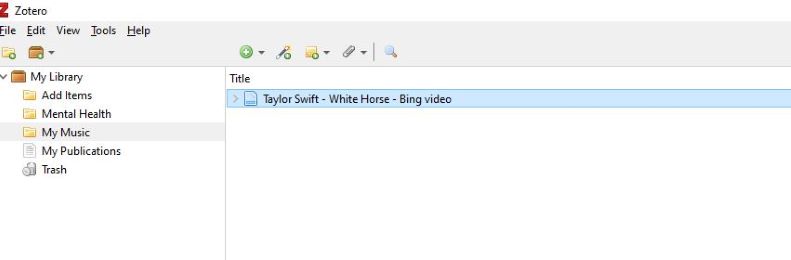 Zotero
File Edit View Tools Help
My Library
Title
Add Items
Taylor Swift - White Horse - Bing video
Mental Health
My Music
My Publications
Trash